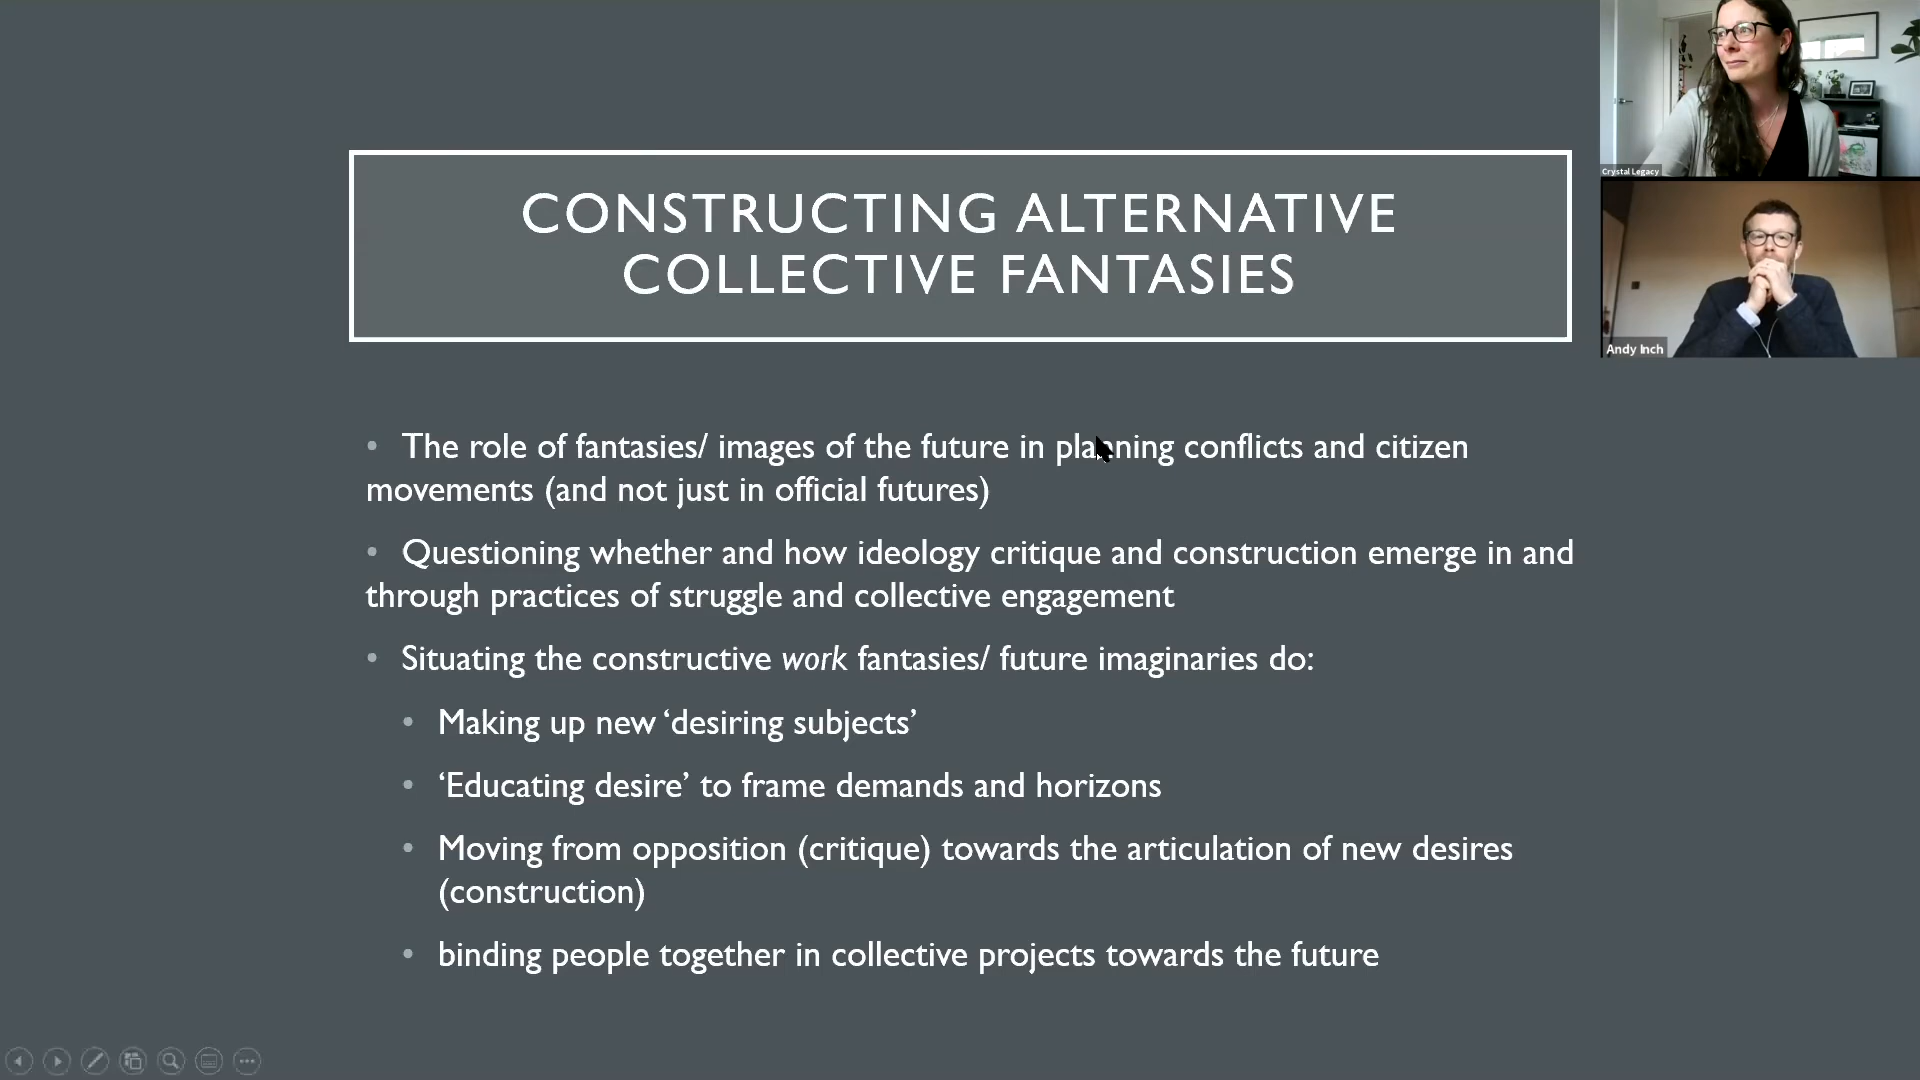 CONSTRUCTING ALTERNATIVE
COLLECTIVE FANTASIES
• The role of fantasies/ images of the future in planning conflicts and citizen
movements (and not just in official futures)
• Questioning whether and how ideology critique and construction emerge in and
through practices of struggle and collective engagement
• Situating the constructive work fantasies/ future imaginaries do:
• Making up new ‘desiring subjects’
• ‘Educating desire’ to frame demands and horizons
• Moving from opposition (critique) towards the articulation of new desires
(construction)
• binding people together in collective projects towards the future
Crystal Legacy
Andy Inch